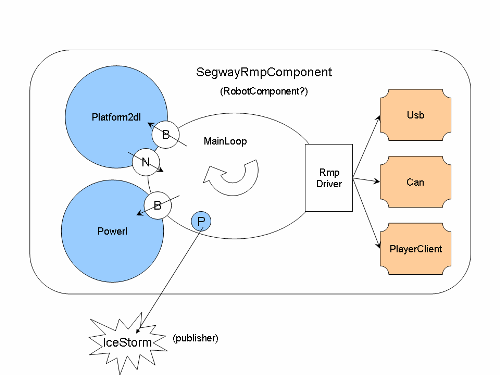 SegwayRmpComponent
(RobotComponent?)
Platform2dI
B
MainLoop
Usb
N
Rmp
Driver
Can
B
P
PowerI
PlayerClient
IceStorm
(publisher)